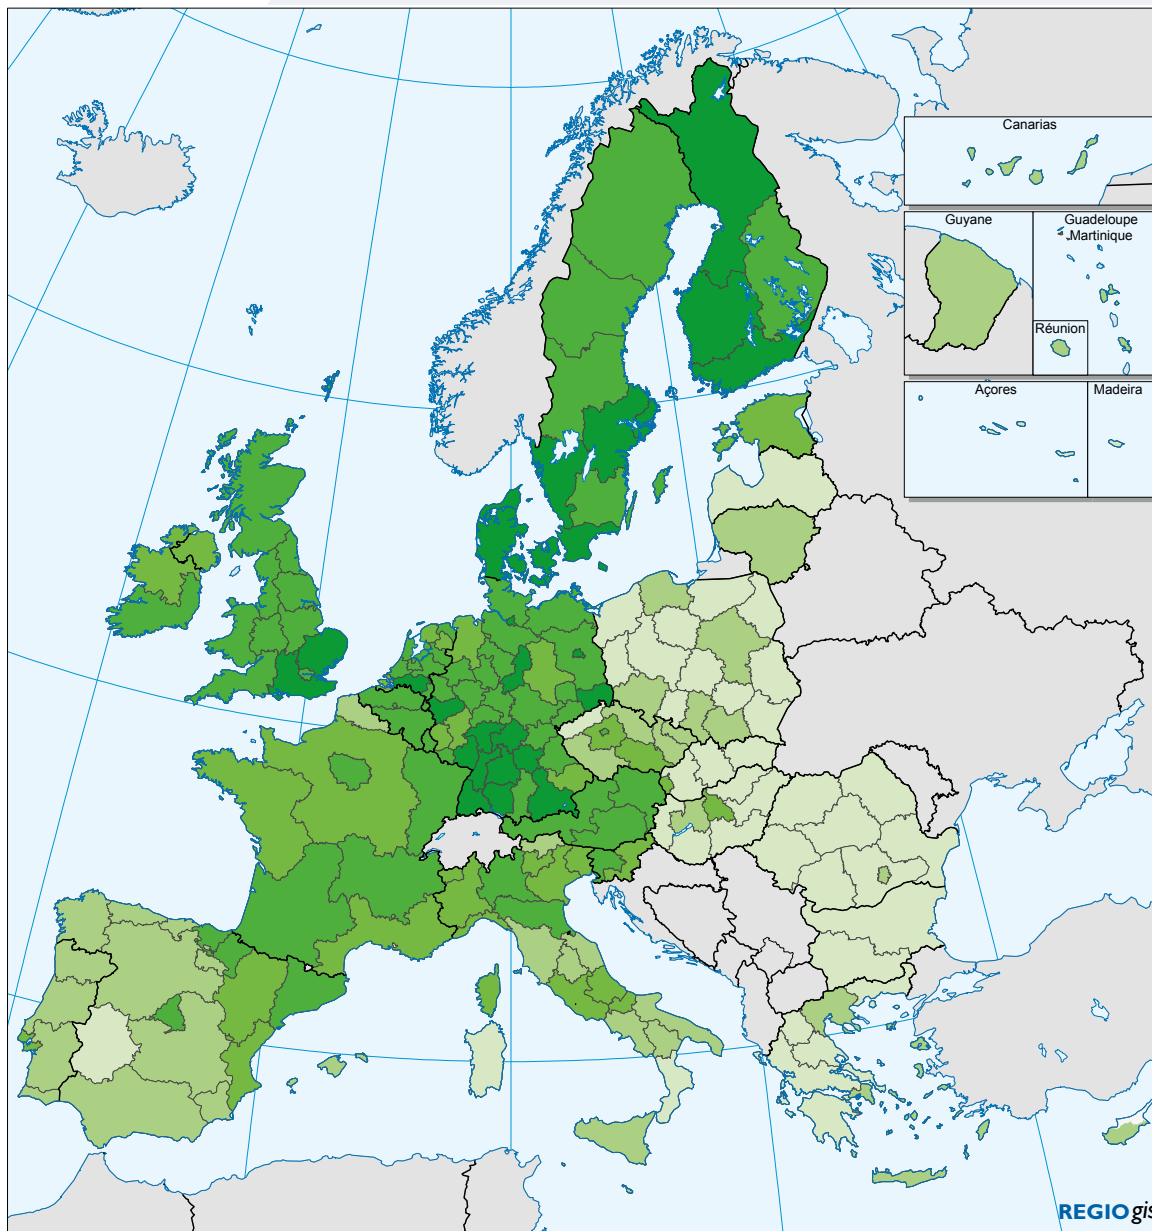 Canarias
Guyane
Guadeloupe
Martinique
Réunion
Açores
Madeira
REGIOgis